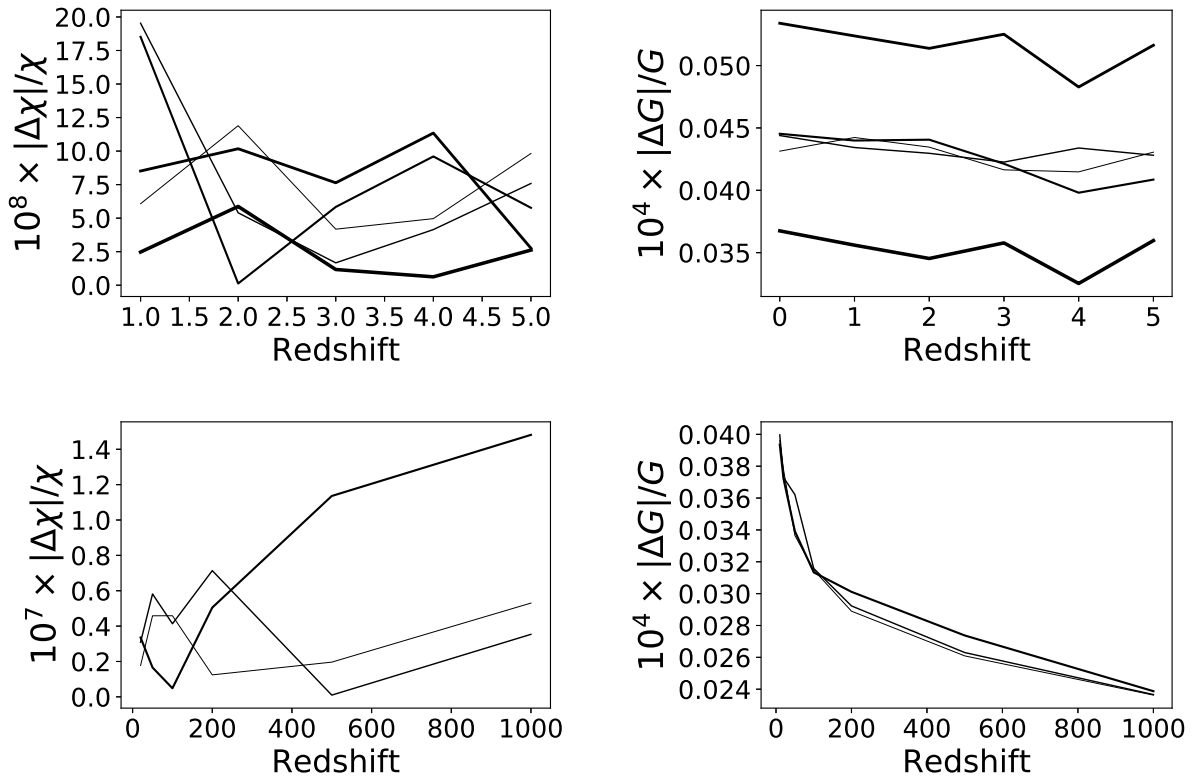 10^8 × |Δχ|/χ
20.0
17.5
15.0
12.5
10.0
7.5
5.0
2.5
0.0
1.0 1.5 2.0 2.5 3.0 3.5 4.0 4.5 5.0
Redshift
10^4 × |ΔG|/G
0.050
0.045
0.040
0.035
0 1 2 3 4 5
Redshift
10^7 × |Δχ|/χ
1.4
1.2
1.0
0.8
0.6
0.4
0.2
0.0
0 200 400 600 800 1000
Redshift
10^4 × |ΔG|/G
0.040
0.038
0.036
0.034
0.032
0.030
0.028
0.026
0.024
0 200 400 600 800 1000
Redshift